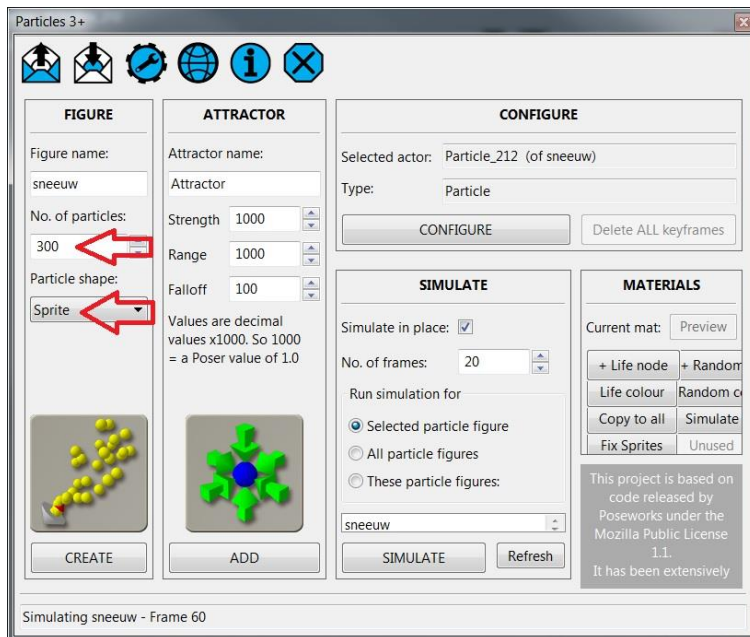 Particles 3+
FIGURE
Figure name:
sneeuw
No. of particles:
300
Particle shape:
Sprite
CREATE
ATTRACTOR
Attractor name:
Attractor
Strength 1000
Range 1000
Falloff 100
Values are decimal
values x1000. So 1000
= a Poser value of 1.0
ADD
CONFIGURE
Selected actor: Particle_212 (of sneeuw)
Type: Particle
CONFIGURE Delete ALL keyframes
SIMULATE
Simulate in place:
No. of frames: 20
Run simulation for
Selected particle figure
All particle figures
These particle figures:
sneeuw
SIMULATE Refresh
MATERIALS
Current mat: Preview
+ Life node + Random
Life colour Random
Copy to all Simulate
Fix Sprites Unused
This project is based on
code released by
Poseworks under the
Mozilla Public License
1.1.
It has been extensively
Simulating sneeuw - Frame 60